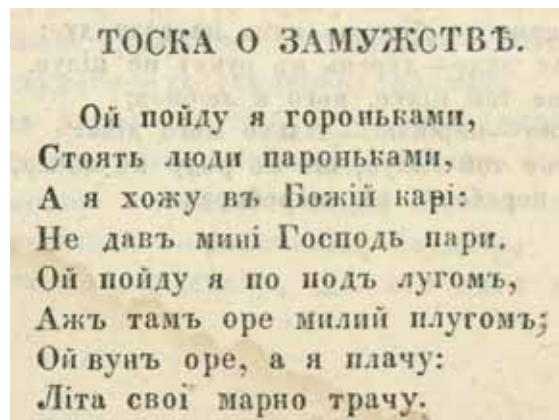 ТОСКА О ЗАМУЖСТВѢ.
Ой пойду я гороньками,
Стоять люди пароньками,
А я хожу въ Божій карі:
Не давъ мині Господь пари.
Ой пойду я по подъ лугомъ,
Ажъ тамъ оре милий плугомъ;
Ой вунъ оре, а я плачу:
Літа свої марно трачу.